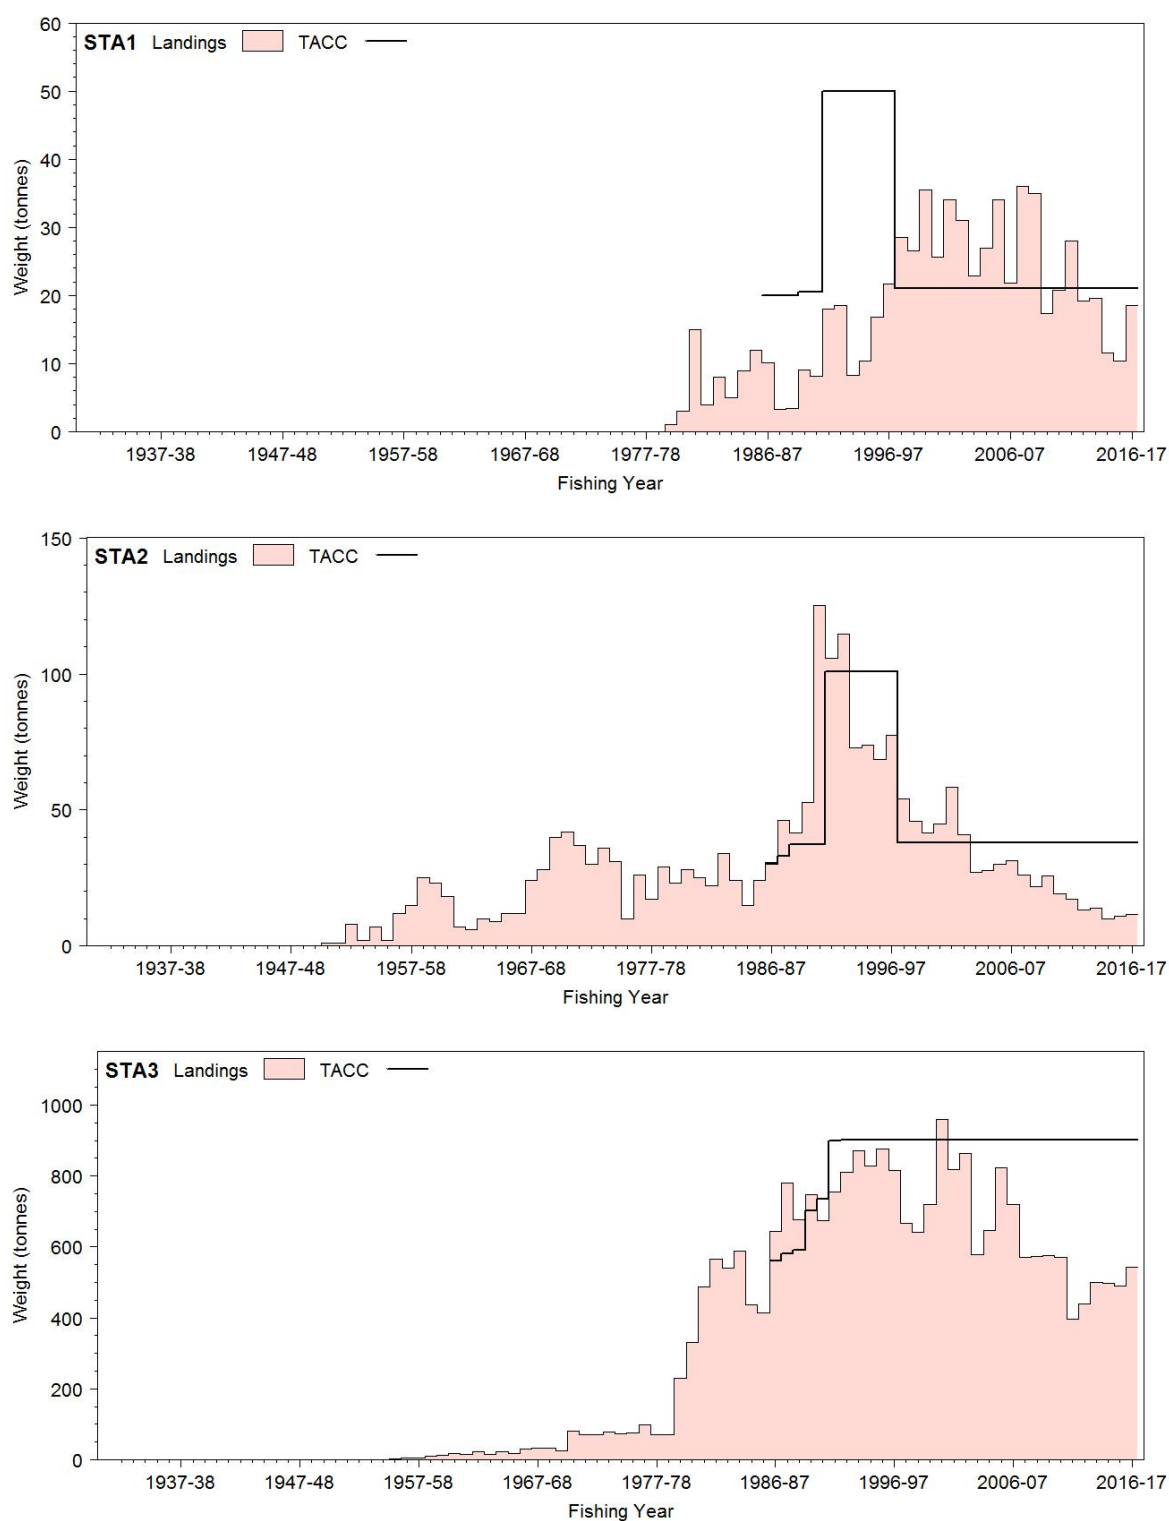 60
STA1 Landings TACC
50
40
30
20
10
0
Weight (tonnes)
1937-38 1947-48 1957-58 1967-68 1977-78 1986-87 1996-97 2006-07 2016-17
Fishing Year
150
STA2 Landings TACC
100
50
0
Weight (tonnes)
1937-38 1947-48 1957-58 1967-68 1977-78 1986-87 1996-97 2006-07 2016-17
Fishing Year
STA3 Landings TACC
1000
800
600
400
200
0
Weight (tonnes)
1937-38 1947-48 1957-58 1967-68 1977-78 1986-87 1996-97 2006-07 2016-17
Fishing Year